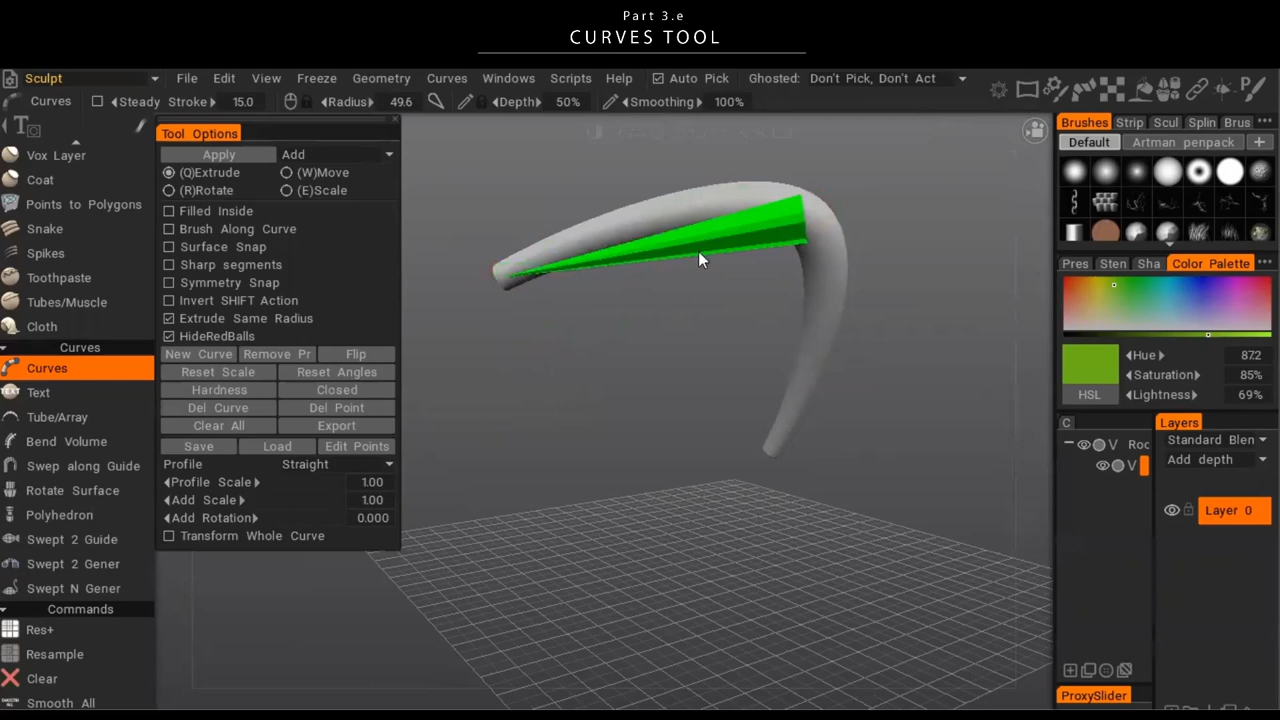 Part 3.e
CURVES TOOL
Sculpt
File Edit View Freeze Geometry Curves Windows Scripts Help Auto Pick Ghosted: Don't Pick, Don't Act
Curves Steady Stroke 15.0 Radius 49.6 Depth 50% Smoothing 100%
Vox Layer
Coat
Points to Polygons
Snake
Spikes
Toothpaste
Tubes/Muscle
Cloth
Curves
Curves
Text
Tube/Array
Bend Volume
Swep along Guide
Rotate Surface
Polyhedron
Swept 2 Guide
Swept 2 Gener
Swept N Gener
Commands
Res+
Resample
Clear
Smooth All
Tool Options
Apply Add
(Q)Extrude (W)Move
(R)Rotate (E)Scale
Filled Inside
Brush Along Curve
Surface Snap
Sharp segments
Symmetry Snap
Invert SHIFT Action
Extrude Same Radius
HideRedBalls
New Curve Remove Pr Flip
Reset Scale Reset Angles
Hardness Closed
Del Curve Del Point
Clear All Export
Save Load Edit Points
Profile Straight
Profile Scale 1.00
Add Scale 1.00
Add Rotation 0.000
Transform Whole Curve
Brushes Strip Scul Splin Brus
Default Artman penpack
Pres Sten Sha Color Palette
Hue 87.2
Saturation 85%
HSL Lightness 69%
C Layers
V Roc Standard Blen
V Add depth
Layer 0
ProxySlider